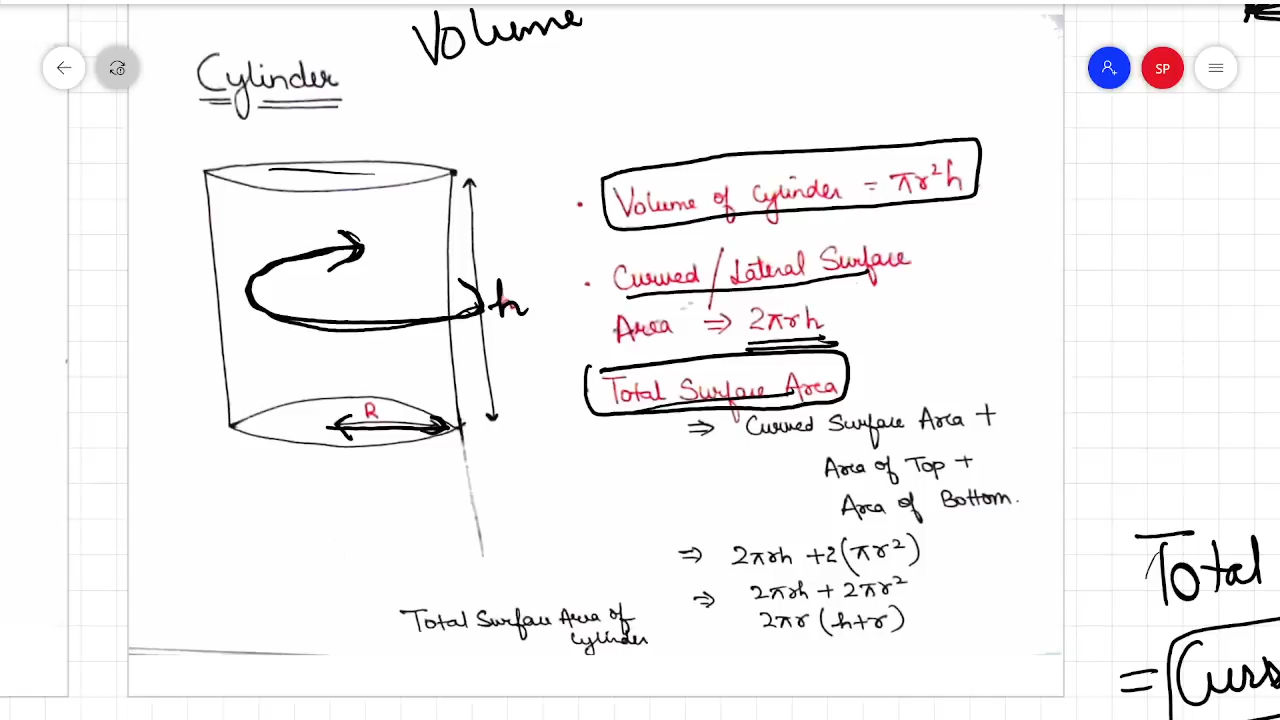 Volume
Cylinder
SP
· Volume of Cylinder = πr²h
· Curved / Lateral Surface
Area ⇒ 2πrh
h
Total Surface Area
R
⇒ Curved Surface Area +
Area of Top +
Area of Bottom.
⇒ 2πrh + 2(πr²)
⇒ 2πrh + 2πr²
Total Surface Area of
cylinder
2πr (h+r)
Total
=